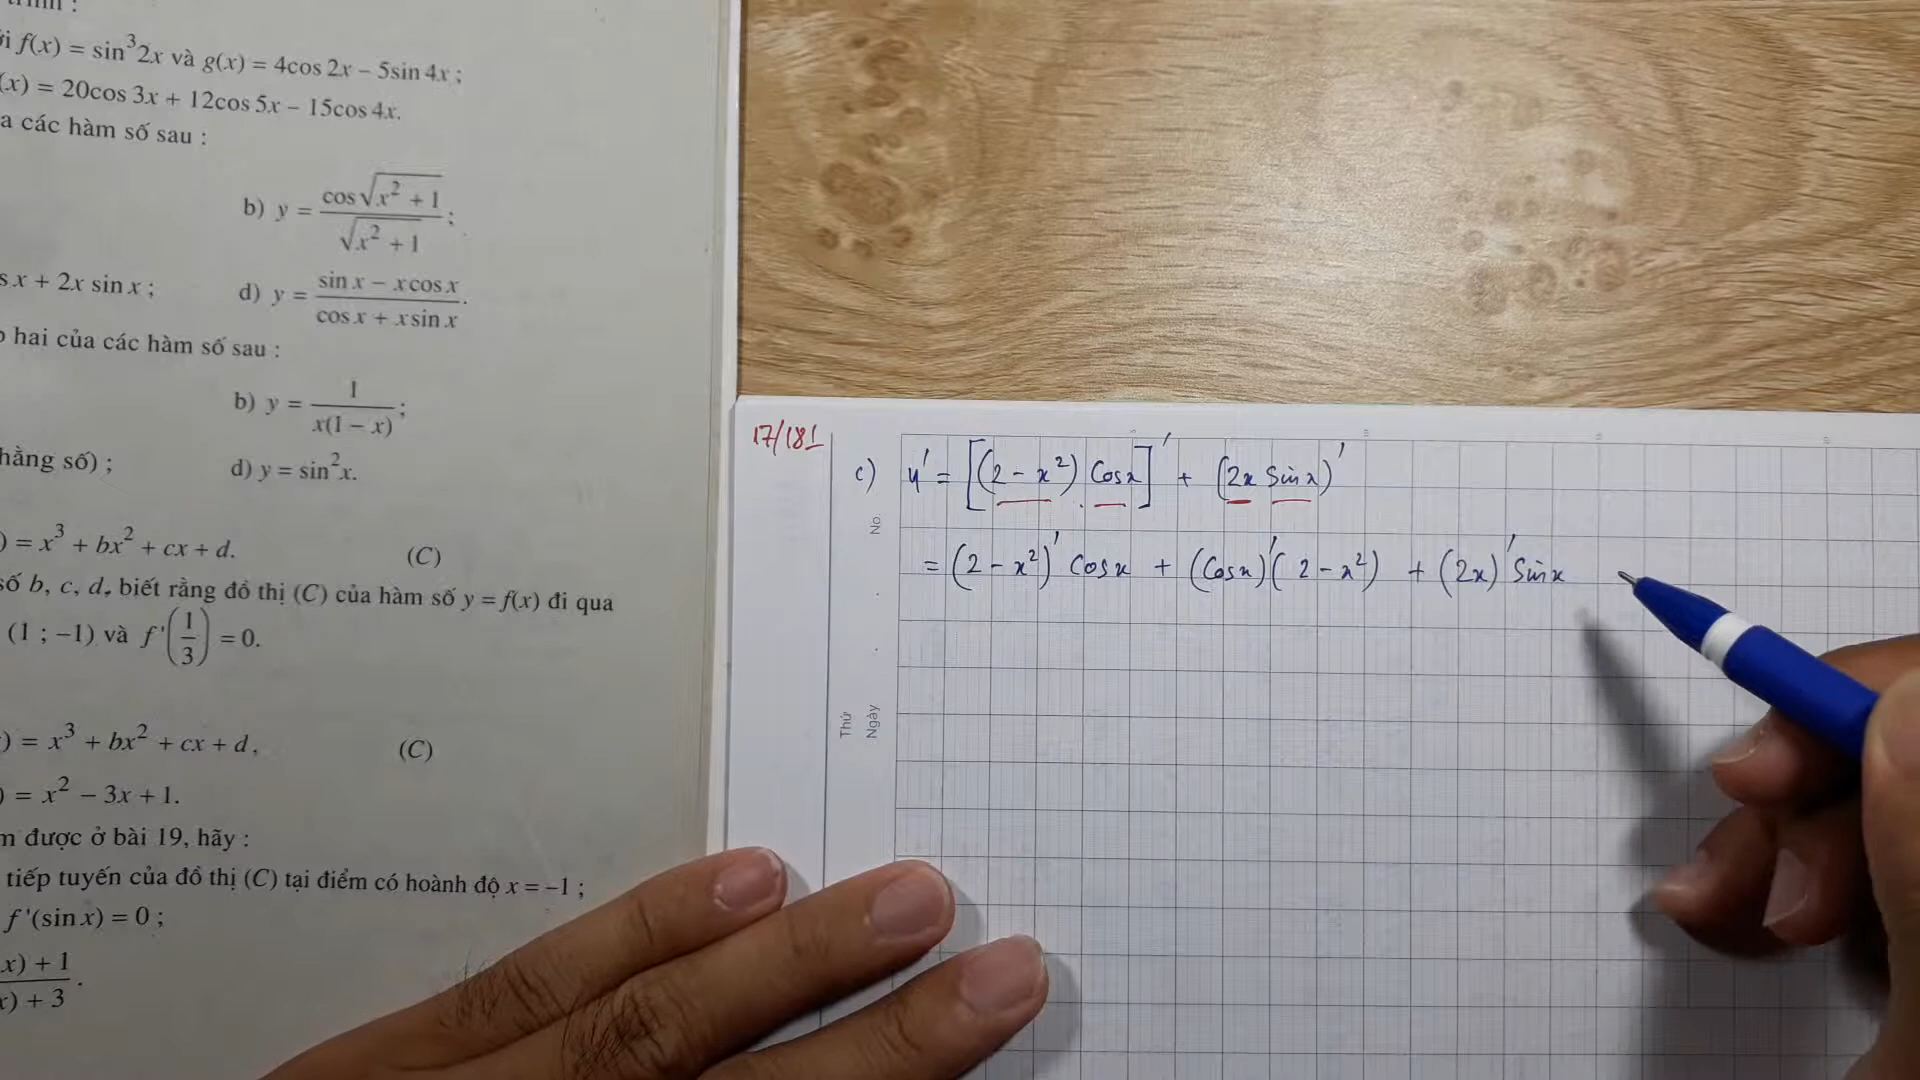 f(x) = sin³2x và g(x) = 4cos 2x – 5sin 4x ;
(x) = 20cos 3x + 12cos 5x – 15cos 4x.
a các hàm số sau :
b) y = cos√(x² + 1) / √(x² + 1) ;
s x + 2x sin x ;
d) y = (sin x – x cos x) / (cos x + x sin x).
hai của các hàm số sau :
b) y = 1 / x(1 – x) ;
hằng số) ;
d) y = sin²x.
) = x³ + bx² + cx + d. (C)
số b, c, d, biết rằng đồ thị (C) của hàm số y = f(x) đi qua
(1 ; –1) và f '(1/3) = 0.
) = x³ + bx² + cx + d, (C)
) = x² – 3x + 1.
m được ở bài 19, hãy :
tiếp tuyến của đồ thị (C) tại điểm có hoành độ x = –1 ;
f '(sin x) = 0 ;
x) + 1
x) + 3 .
17/181
c) y' = [(2 – x²) . Cosx]' + (2x Sinx)'
= (2 – x²)' Cosx + (Cosx)'(2 – x²) + (2x)' Sinx
No.
Thứ
Ngày